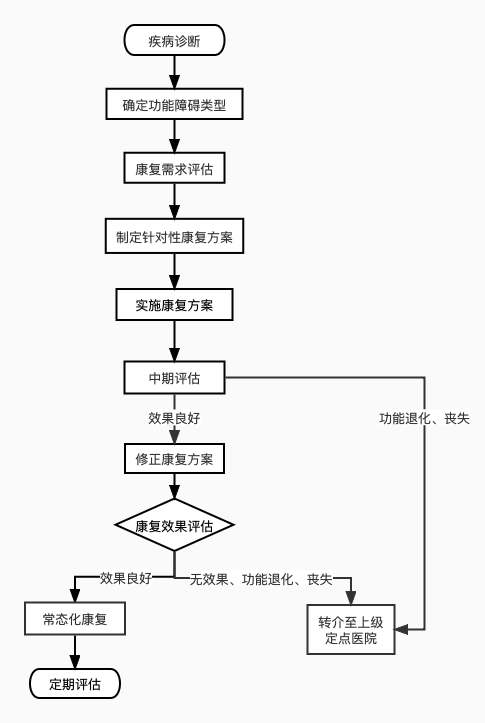 疾病诊断
确定功能障碍类型
康复需求评估
制定针对性康复方案
实施康复方案
中期评估
效果良好
功能退化、丧失
修正康复方案
康复效果评估
效果良好
无效果、功能退化、丧失
常态化康复
转介至上级
定点医院
定期评估